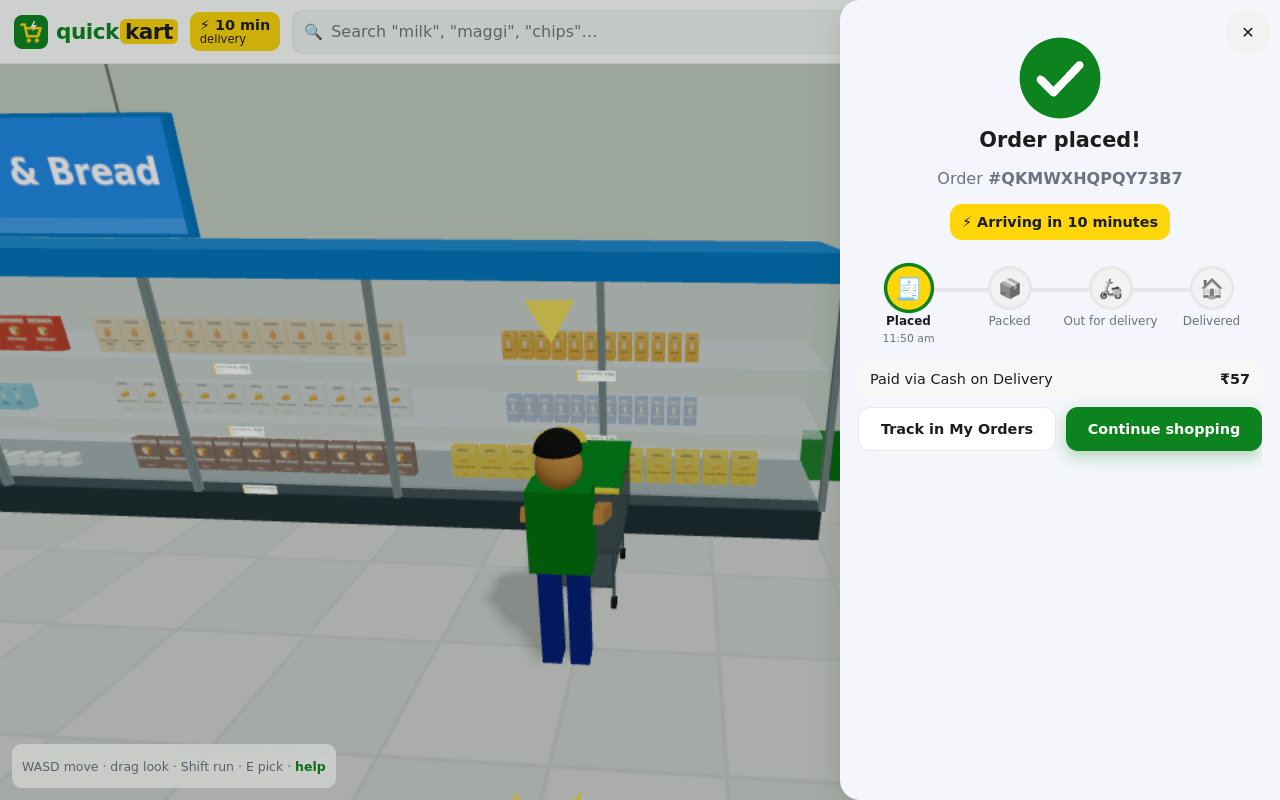 quickkart
⚡ 10 min
delivery
Search "milk", "maggi", "chips"...
& Bread
✕
Order placed!
Order #QKMWXHQPQY73B7
⚡ Arriving in 10 minutes
Placed
Packed
Out for delivery
Delivered
11:50 am
Paid via Cash on Delivery ₹57
Track in My Orders
Continue shopping
WASD move · drag look · Shift run · E pick · help